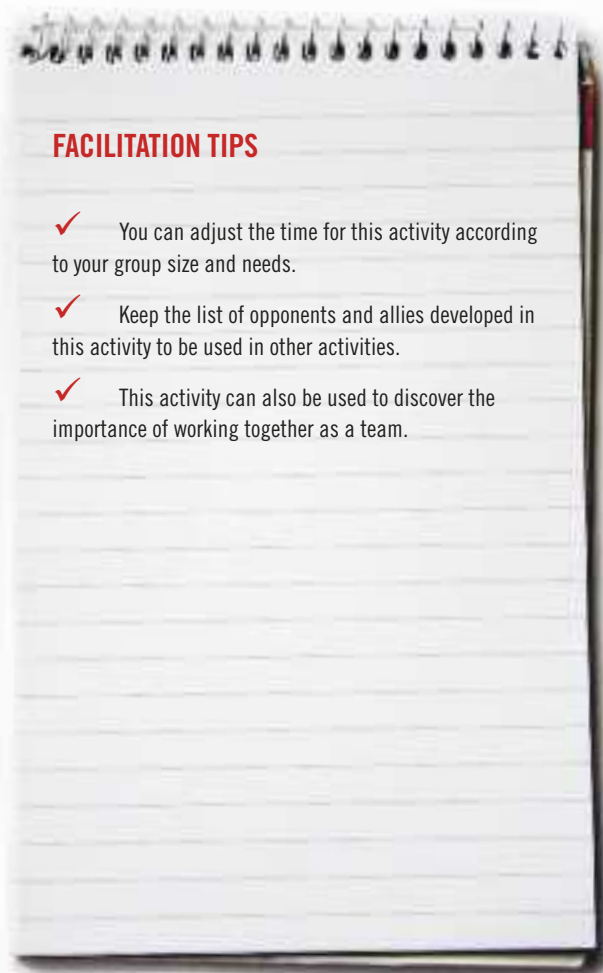 FACILITATION TIPS
✓ You can adjust the time for this activity according
to your group size and needs.
✓ Keep the list of opponents and allies developed in
this activity to be used in other activities.
✓ This activity can also be used to discover the
importance of working together as a team.